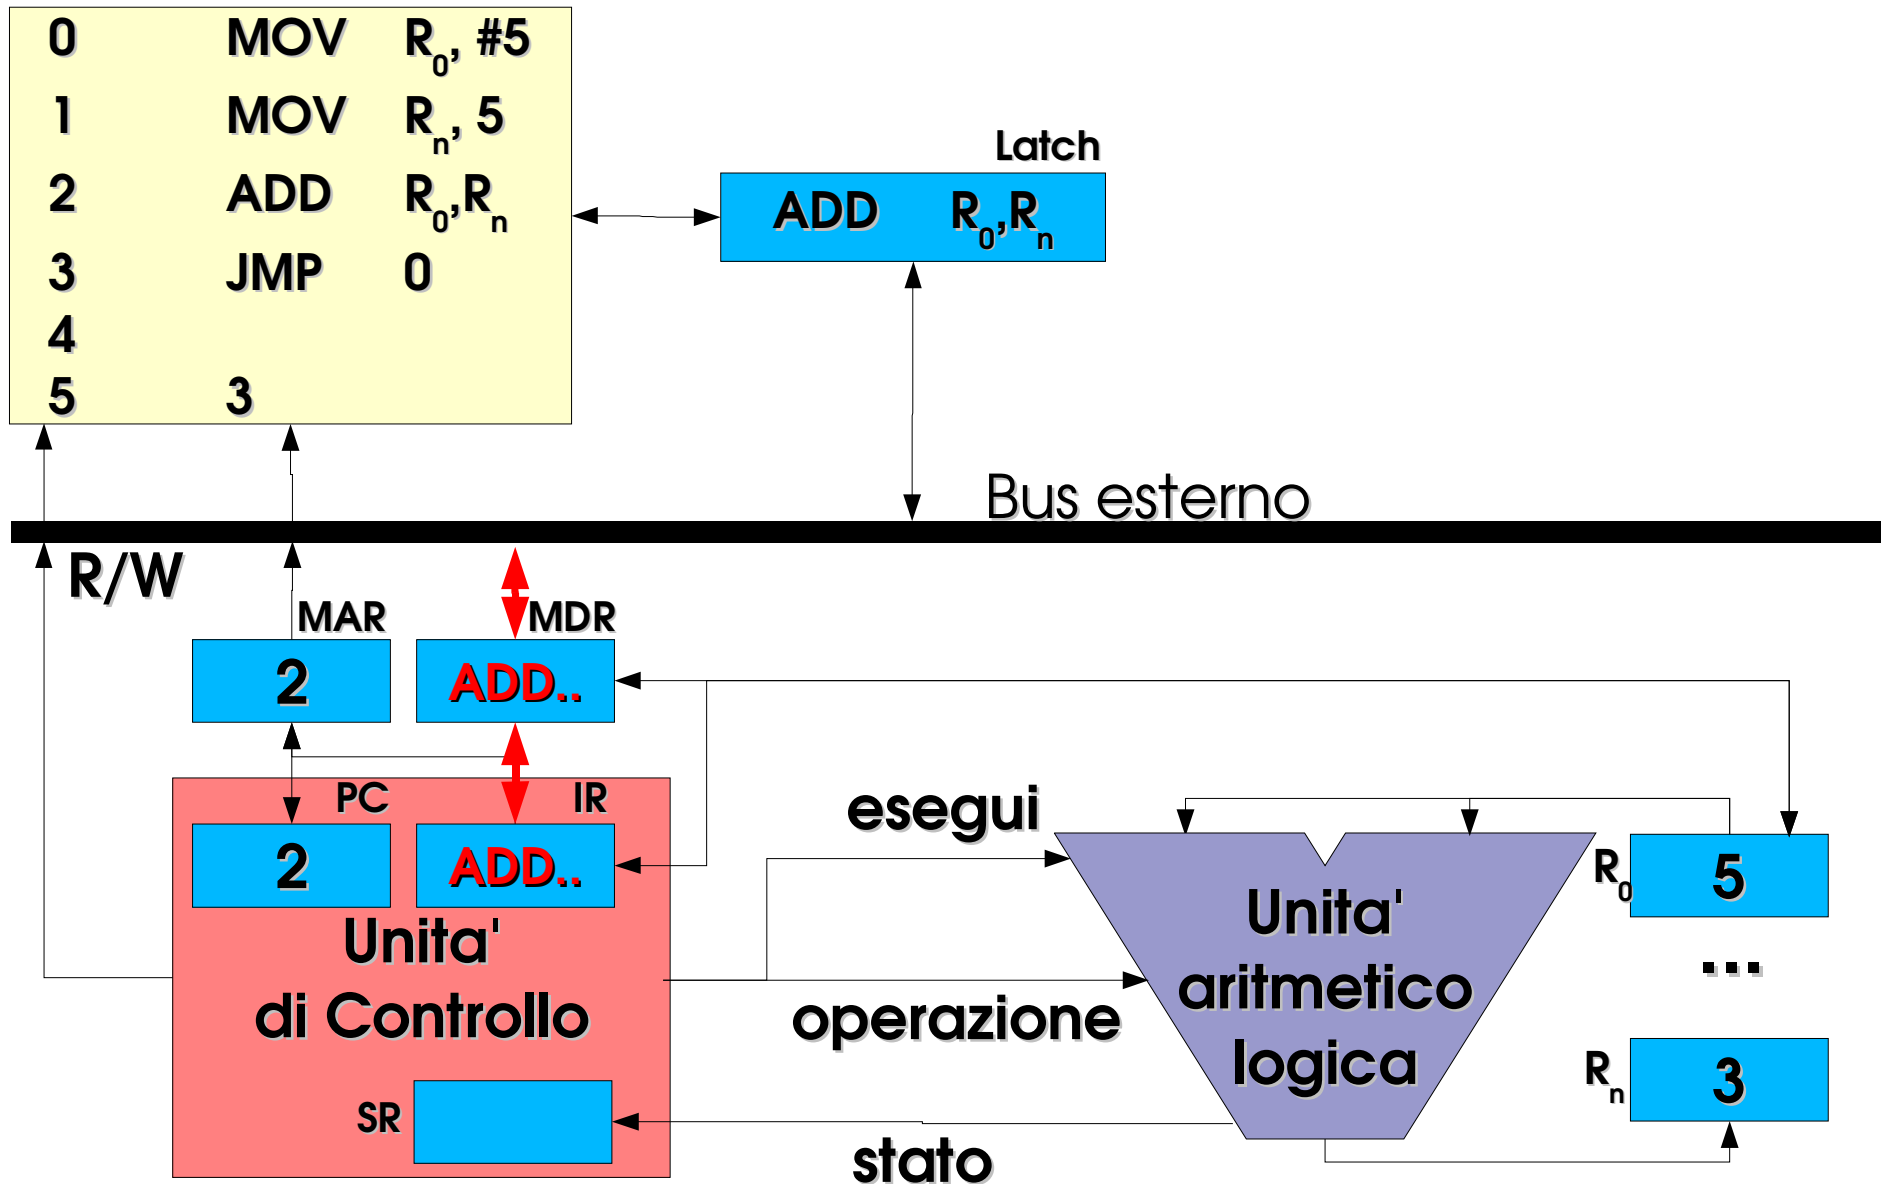 0 MOV R0, #5
1 MOV Rn, 5
2 ADD R0,Rn
3 JMP 0
4
5 3
Latch
ADD R0,Rn
Bus esterno
R/W
MAR
MDR
2
ADD..
PC
IR
2
ADD..
Unita'
di Controllo
SR
esegui
operazione
stato
Unita'
aritmetico
logica
R0
5
...
Rn
3